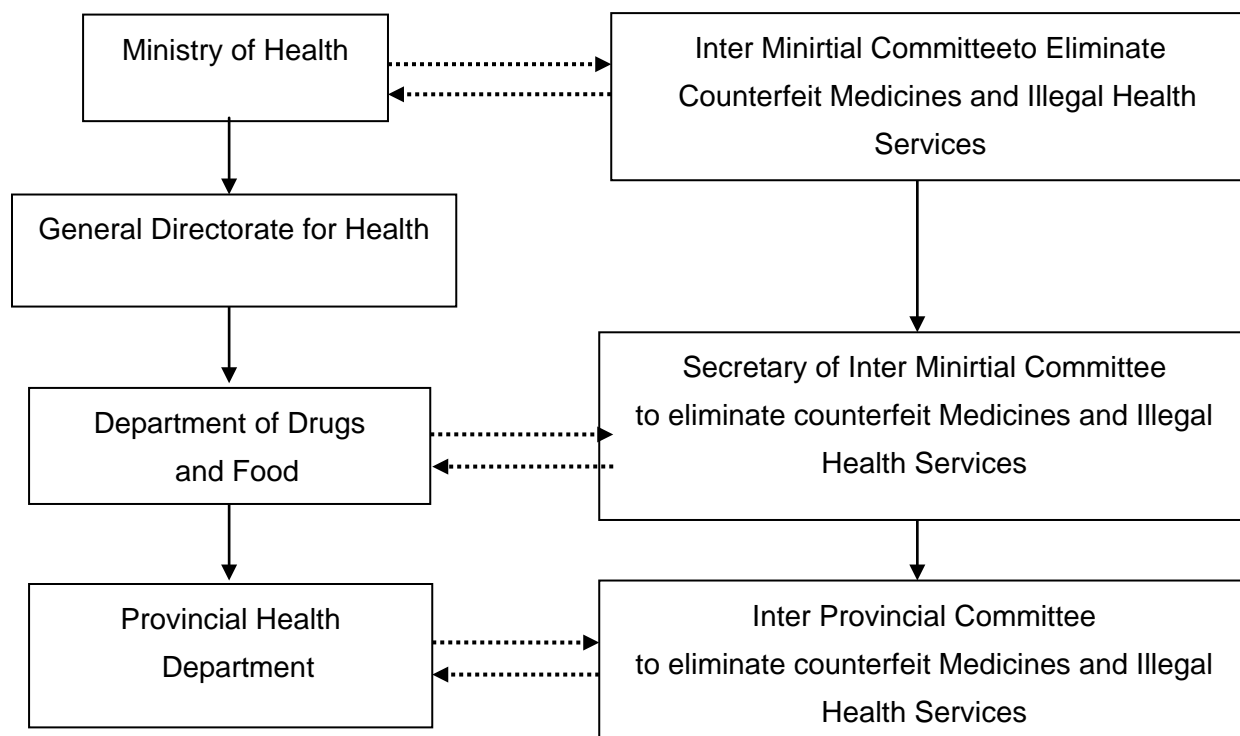 Ministry of Health
Inter Minirtial Committeeto Eliminate
Counterfeit Medicines and Illegal Health
Services
General Directorate for Health
Secretary of Inter Minirtial Committee
to eliminate counterfeit Medicines and Illegal
Health Services
Department of Drugs
and Food
Provincial Health
Department
Inter Provincial Committee
to eliminate counterfeit Medicines and Illegal
Health Services